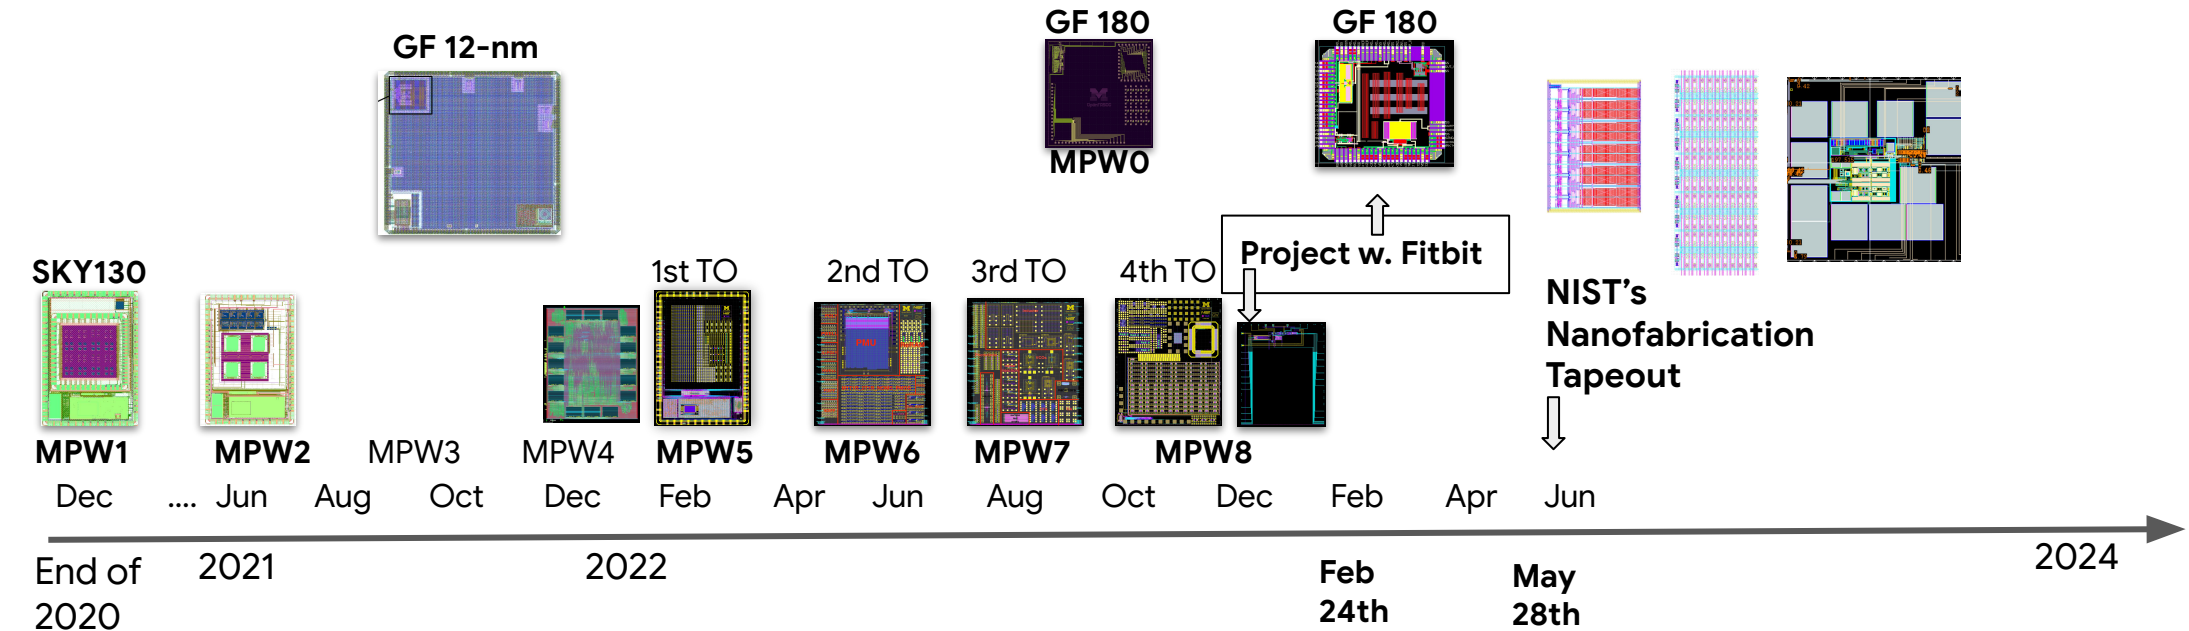 GF 180
GF 180
GF 12-nm
MPW0
Project w. Fitbit
SKY130
1st TO
2nd TO
3rd TO
4th TO
NIST's
Nanofabrication
Tapeout
PMU
MPW1
MPW2
MPW3
MPW4
MPW5
MPW6
MPW7
MPW8
Dec
....
Jun
Aug
Oct
Dec
Feb
Apr
Jun
Aug
Oct
Dec
Feb
Apr
Jun
End of
2020
2021
2022
Feb
24th
May
28th
2024